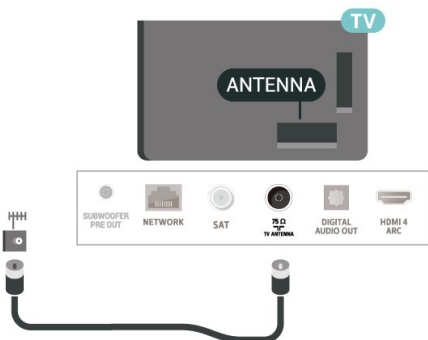 TV
ANTENNA
SUBWOOFER
PRE OUT
NETWORK
SAT
75 Ω
TV ANTENNA
DIGITAL
AUDIO OUT
HDMI 4
ARC